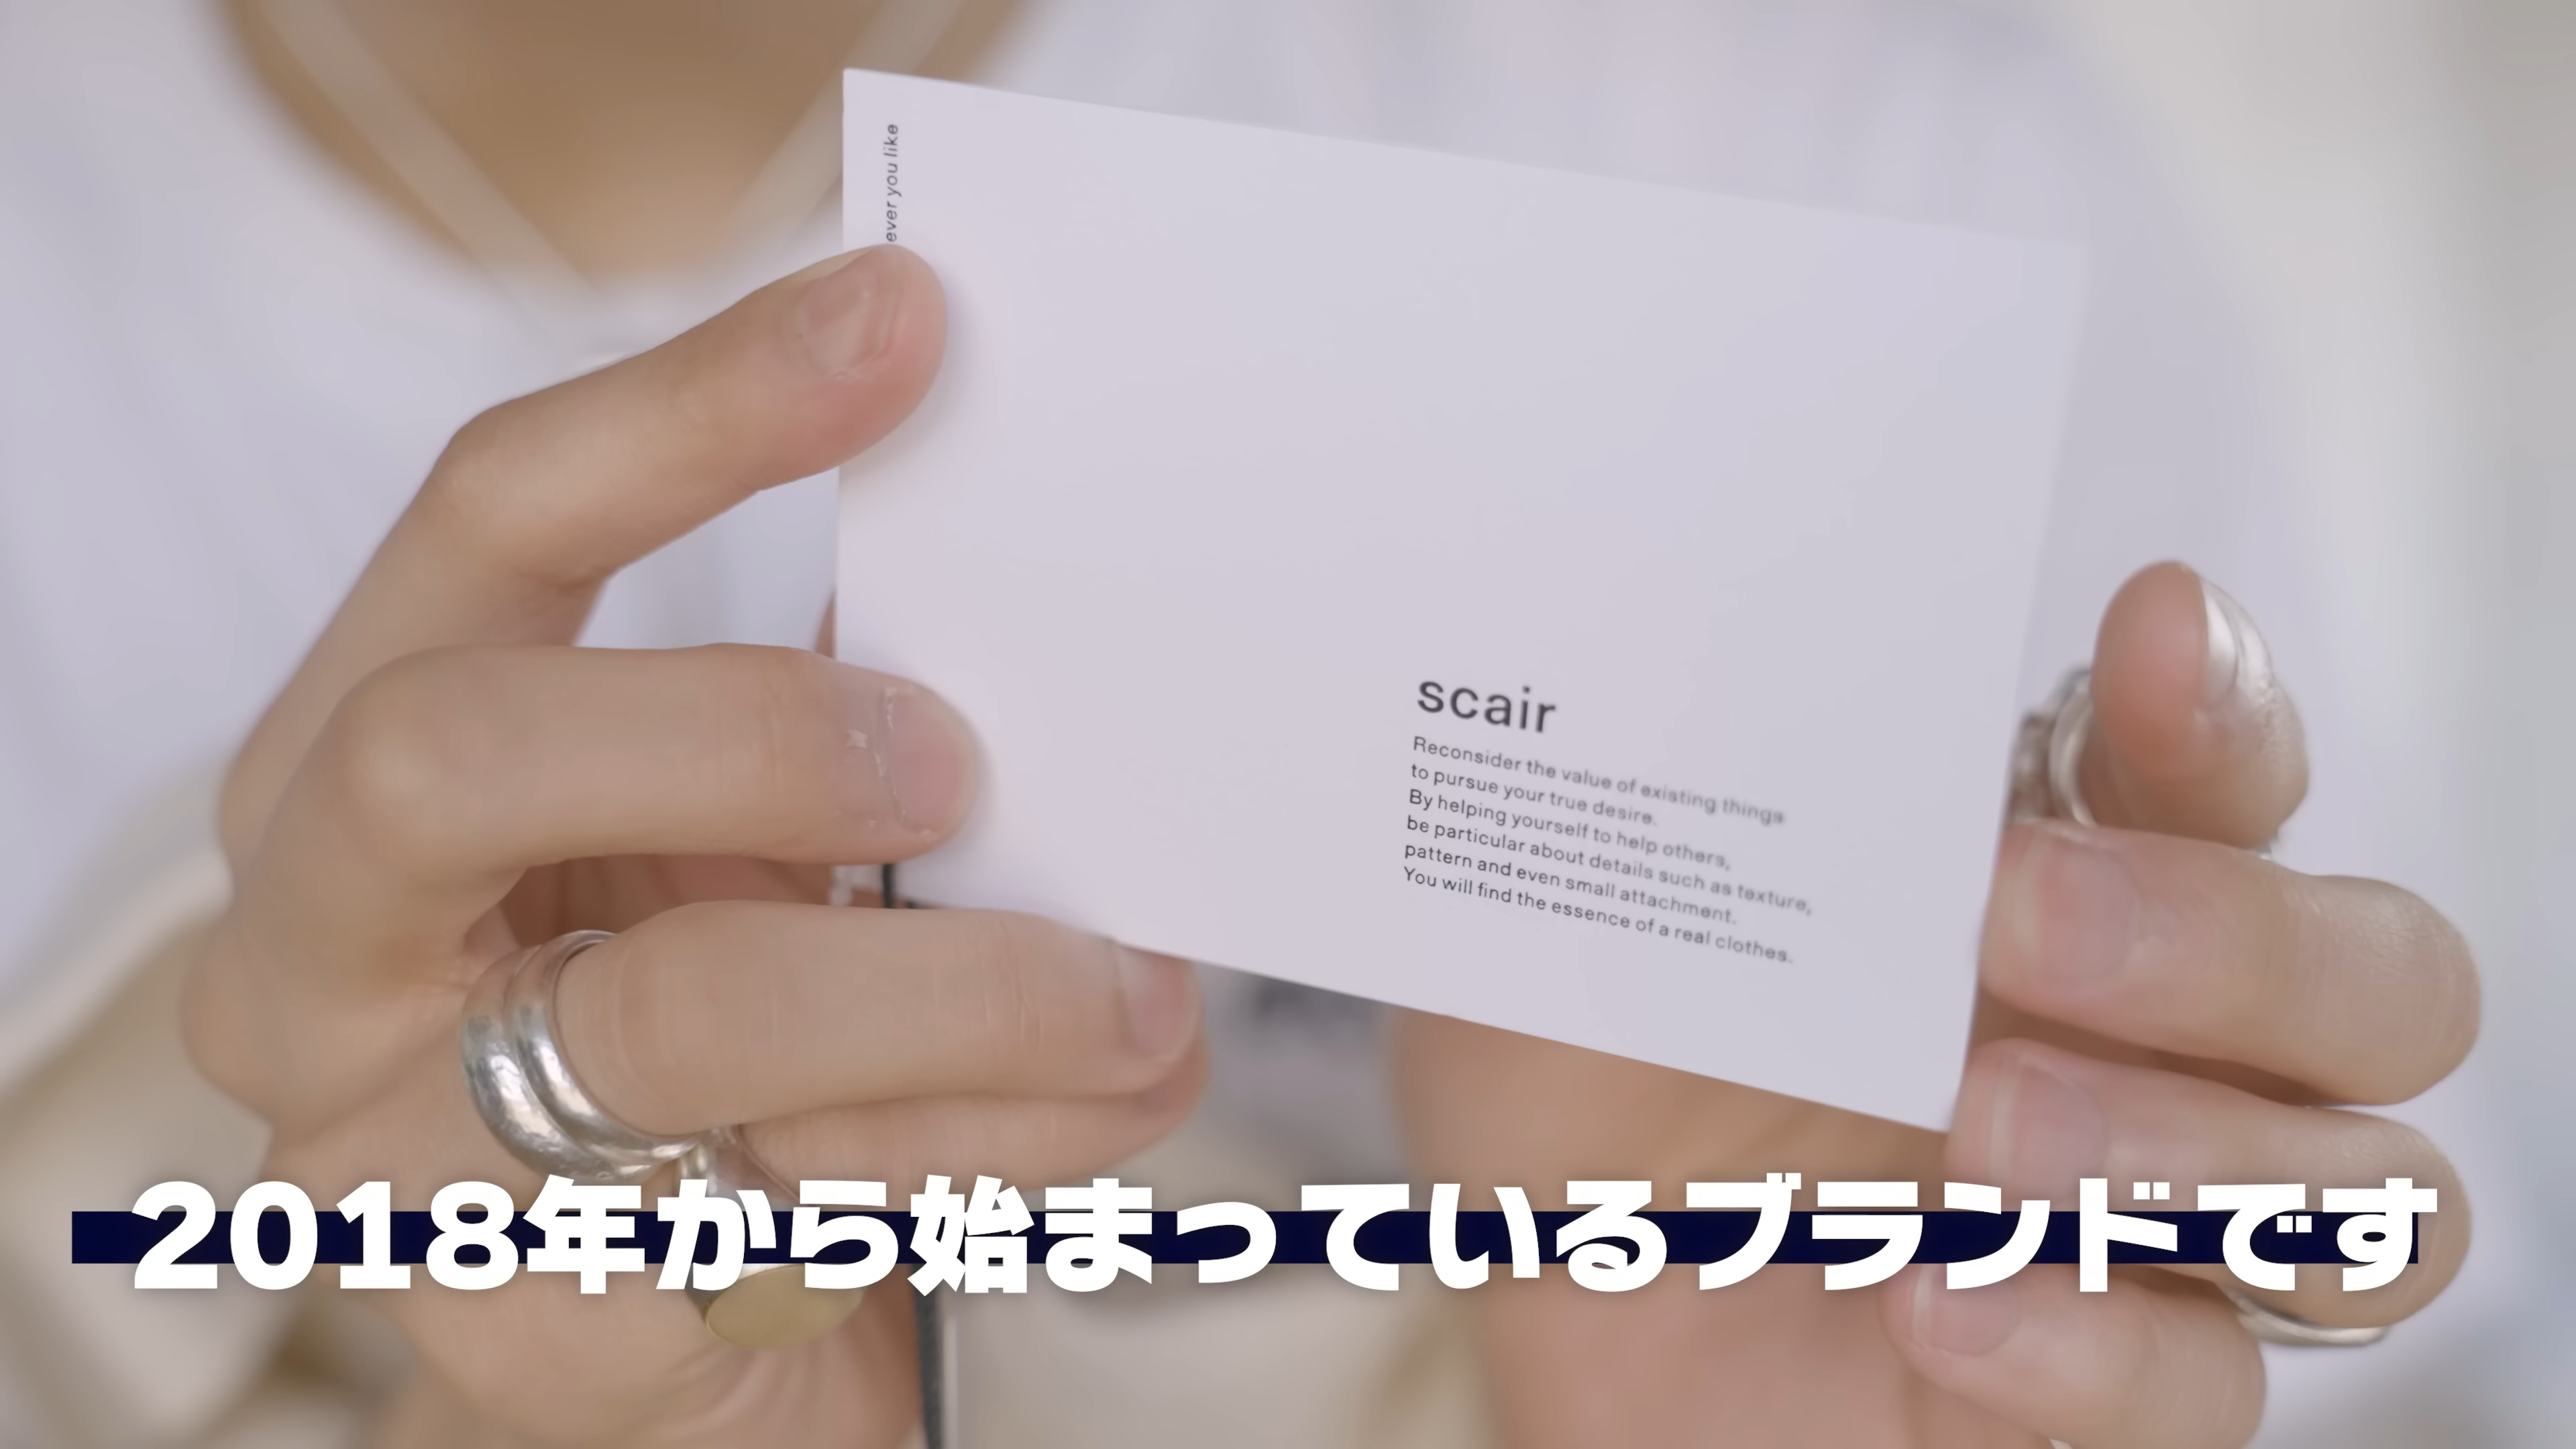 ever you like
scair
Reconsider the value of existing things
to pursue your true desire.
By helping yourself to help others,
be particular about details such as texture,
pattern and even small attachment.
You will find the essence of a real clothes.
2018年から始まっているブランドです